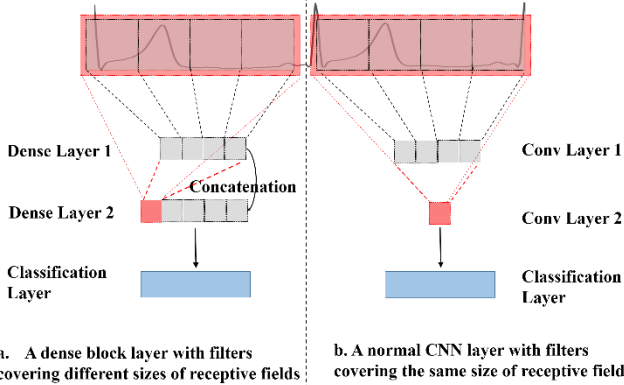 Dense Layer 1
Concatenation
Dense Layer 2
Classification
Layer
a. A dense block layer with filters
covering different sizes of receptive fields
Conv Layer 1
Conv Layer 2
Classification
Layer
b. A normal CNN layer with filters
covering the same size of receptive field